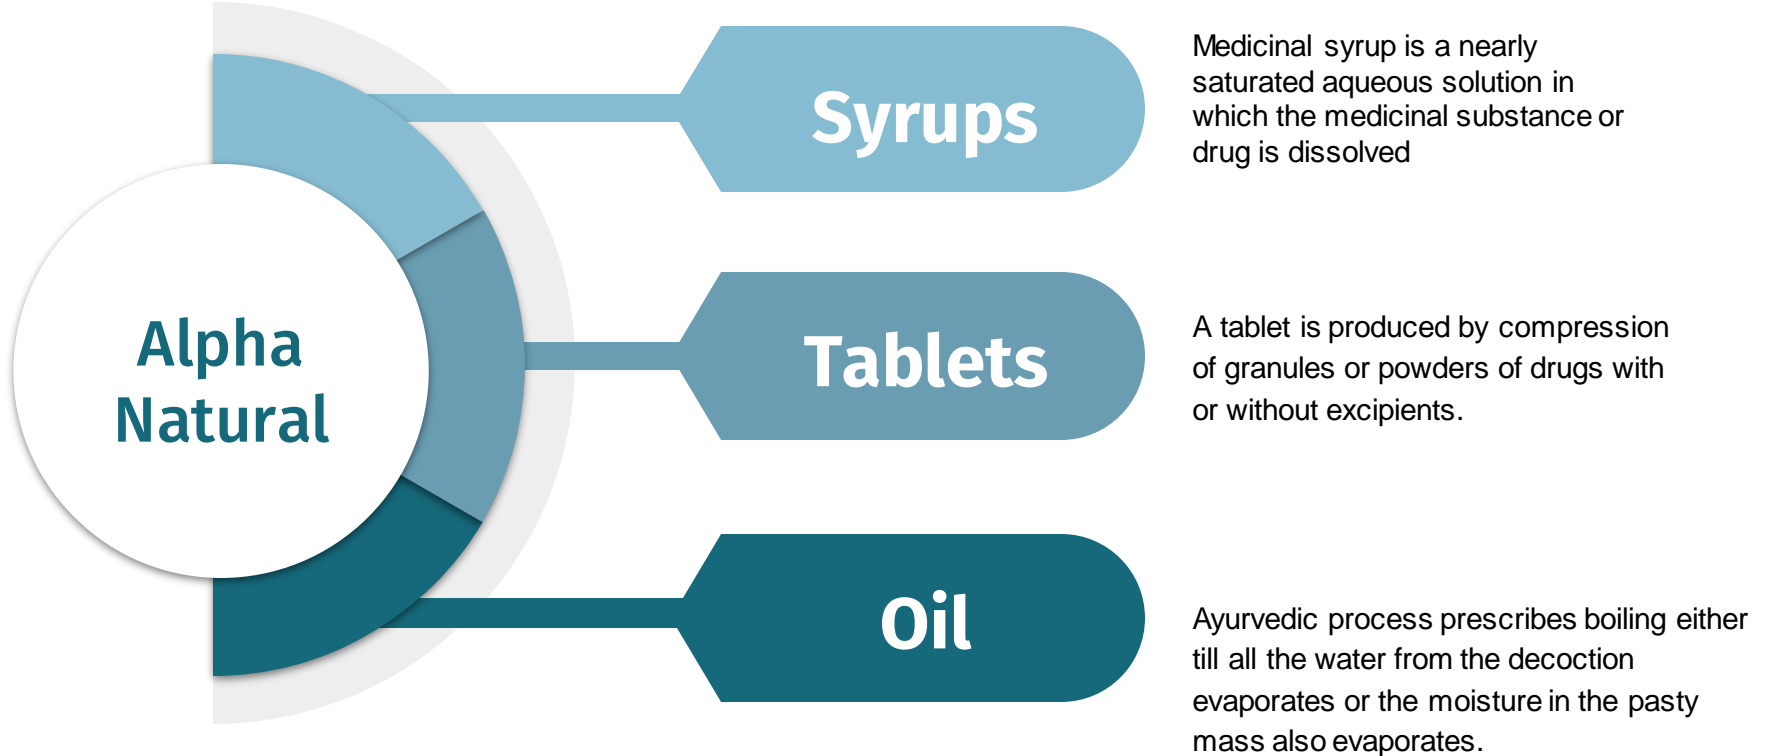 Alpha
Natural
Syrups
Medicinal syrup is a nearly
saturated aqueous solution in
which the medicinal substance or
drug is dissolved
Tablets
A tablet is produced by compression
of granules or powders of drugs with
or without excipients.
Oil
Ayurvedic process prescribes boiling either
till all the water from the decoction
evaporates or the moisture in the pasty
mass also evaporates.